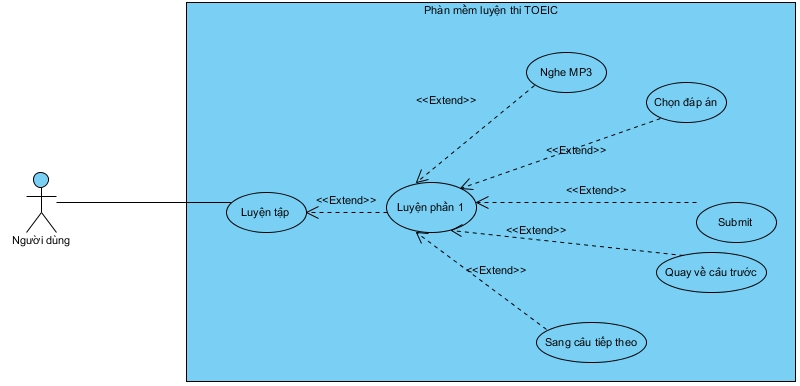 Phần mềm luyện thi TOEIC
Nghe MP3
<<Extend>>
Chọn đáp án
<<Extend>>
<<Extend>>
<<Extend>>
Luyện tập
Luyện phần 1
Submit
<<Extend>>
Người dùng
<<Extend>>
Quay về câu trước
Sang câu tiếp theo